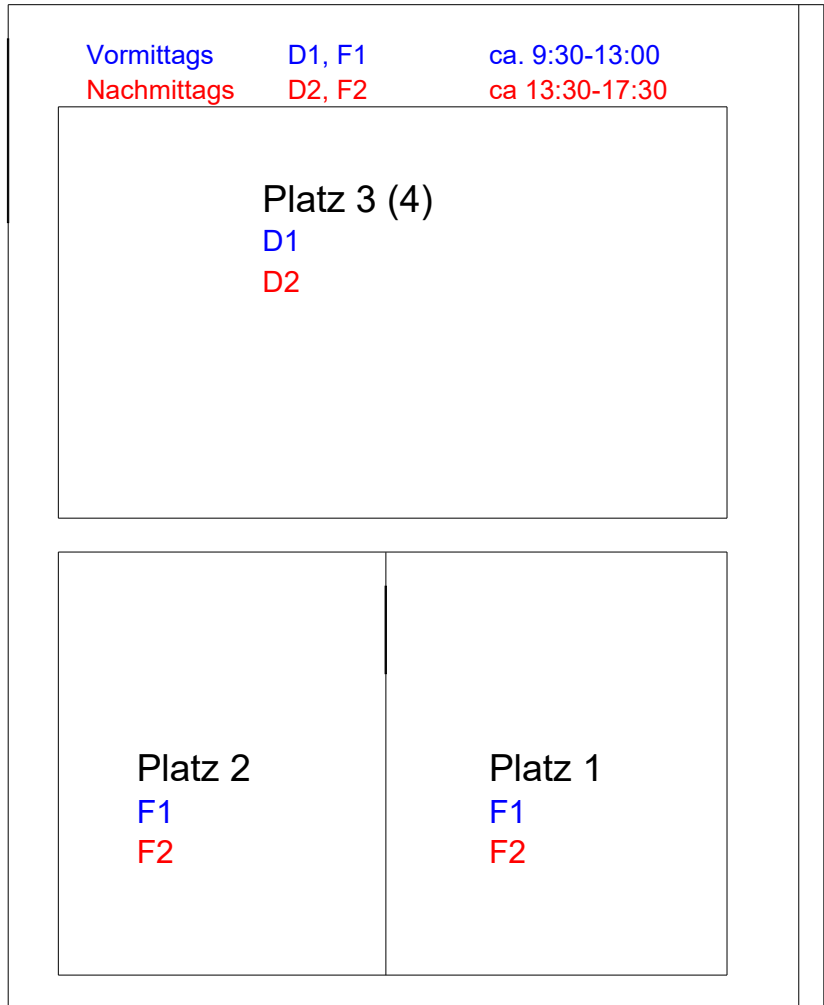 Vormittags D1, F1 ca. 9:30-13:00
Nachmittags D2, F2 ca 13:30-17:30
Platz 3 (4)
D1
D2
Platz 2
F1
F2
Platz 1
F1
F2